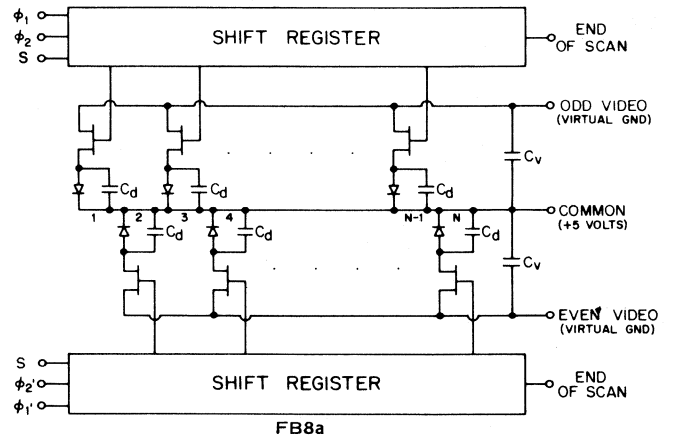 ϕ1
ϕ2
S
SHIFT REGISTER
END
OF SCAN
ODD VIDEO
(VIRTUAL GND)
Cv
Cd
Cd
Cd
1
2
3
4
N-1
N
COMMON
(+5 VOLTS)
Cd
Cd
Cd
Cv
EVEN VIDEO
(VIRTUAL GND)
S
ϕ2'
ϕ1'
SHIFT REGISTER
END
OF SCAN
FB8a